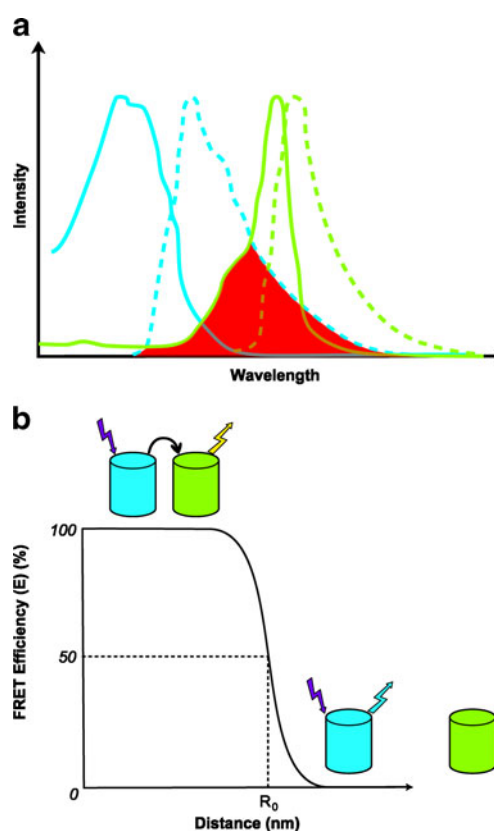 a
Intensity
Wavelength
b
FRET Efficiency (E) (%)
100
50
0
R₀
Distance (nm)